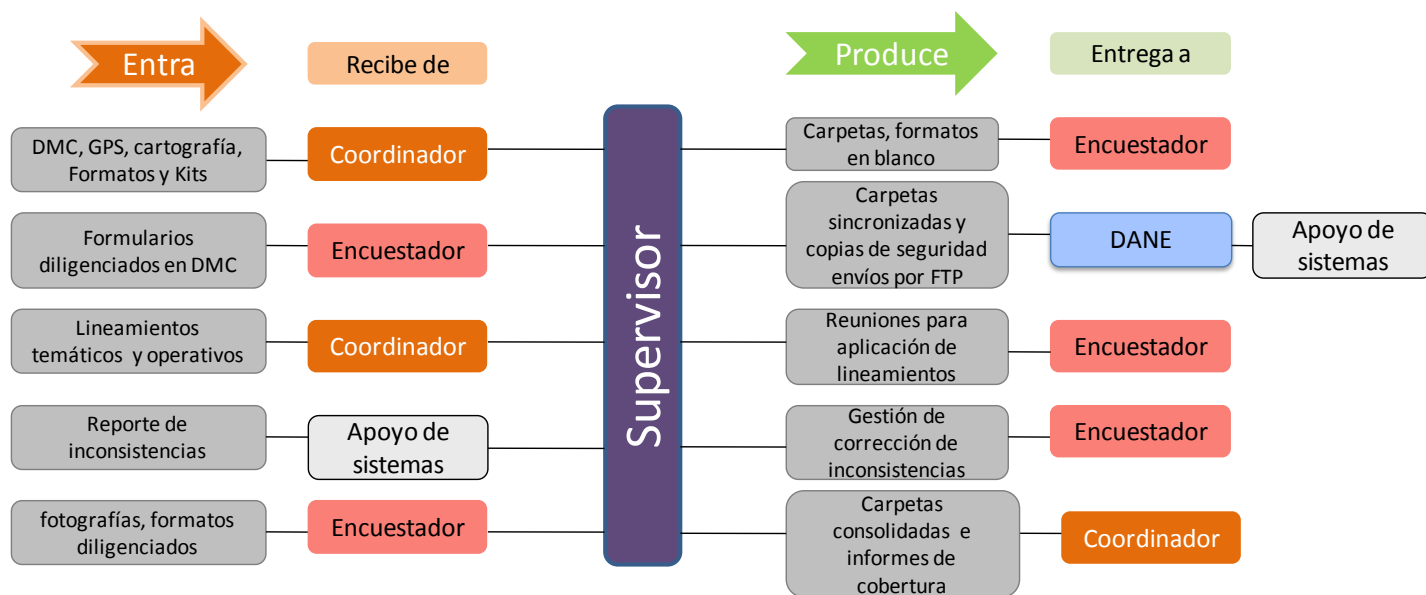 Entra
Recibe de
Produce
Entrega a
DMC, GPS, cartografía,
Formatos y Kits
Coordinador
Carpetas, formatos
en blanco
Encuestador
Formularios
diligenciados en DMC
Encuestador
Carpetas
sincronizadas y
copias de seguridad
envíos por FTP
DANE
Apoyo de
sistemas
Supervisor
Lineamientos
temáticos y operativos
Coordinador
Reuniones para
aplicación de
lineamientos
Encuestador
Reporte de
inconsistencias
Apoyo de
sistemas
Gestión de
corrección de
inconsistencias
Encuestador
fotografías, formatos
diligenciados
Encuestador
Carpetas
consolidadas e
informes de
cobertura
Coordinador